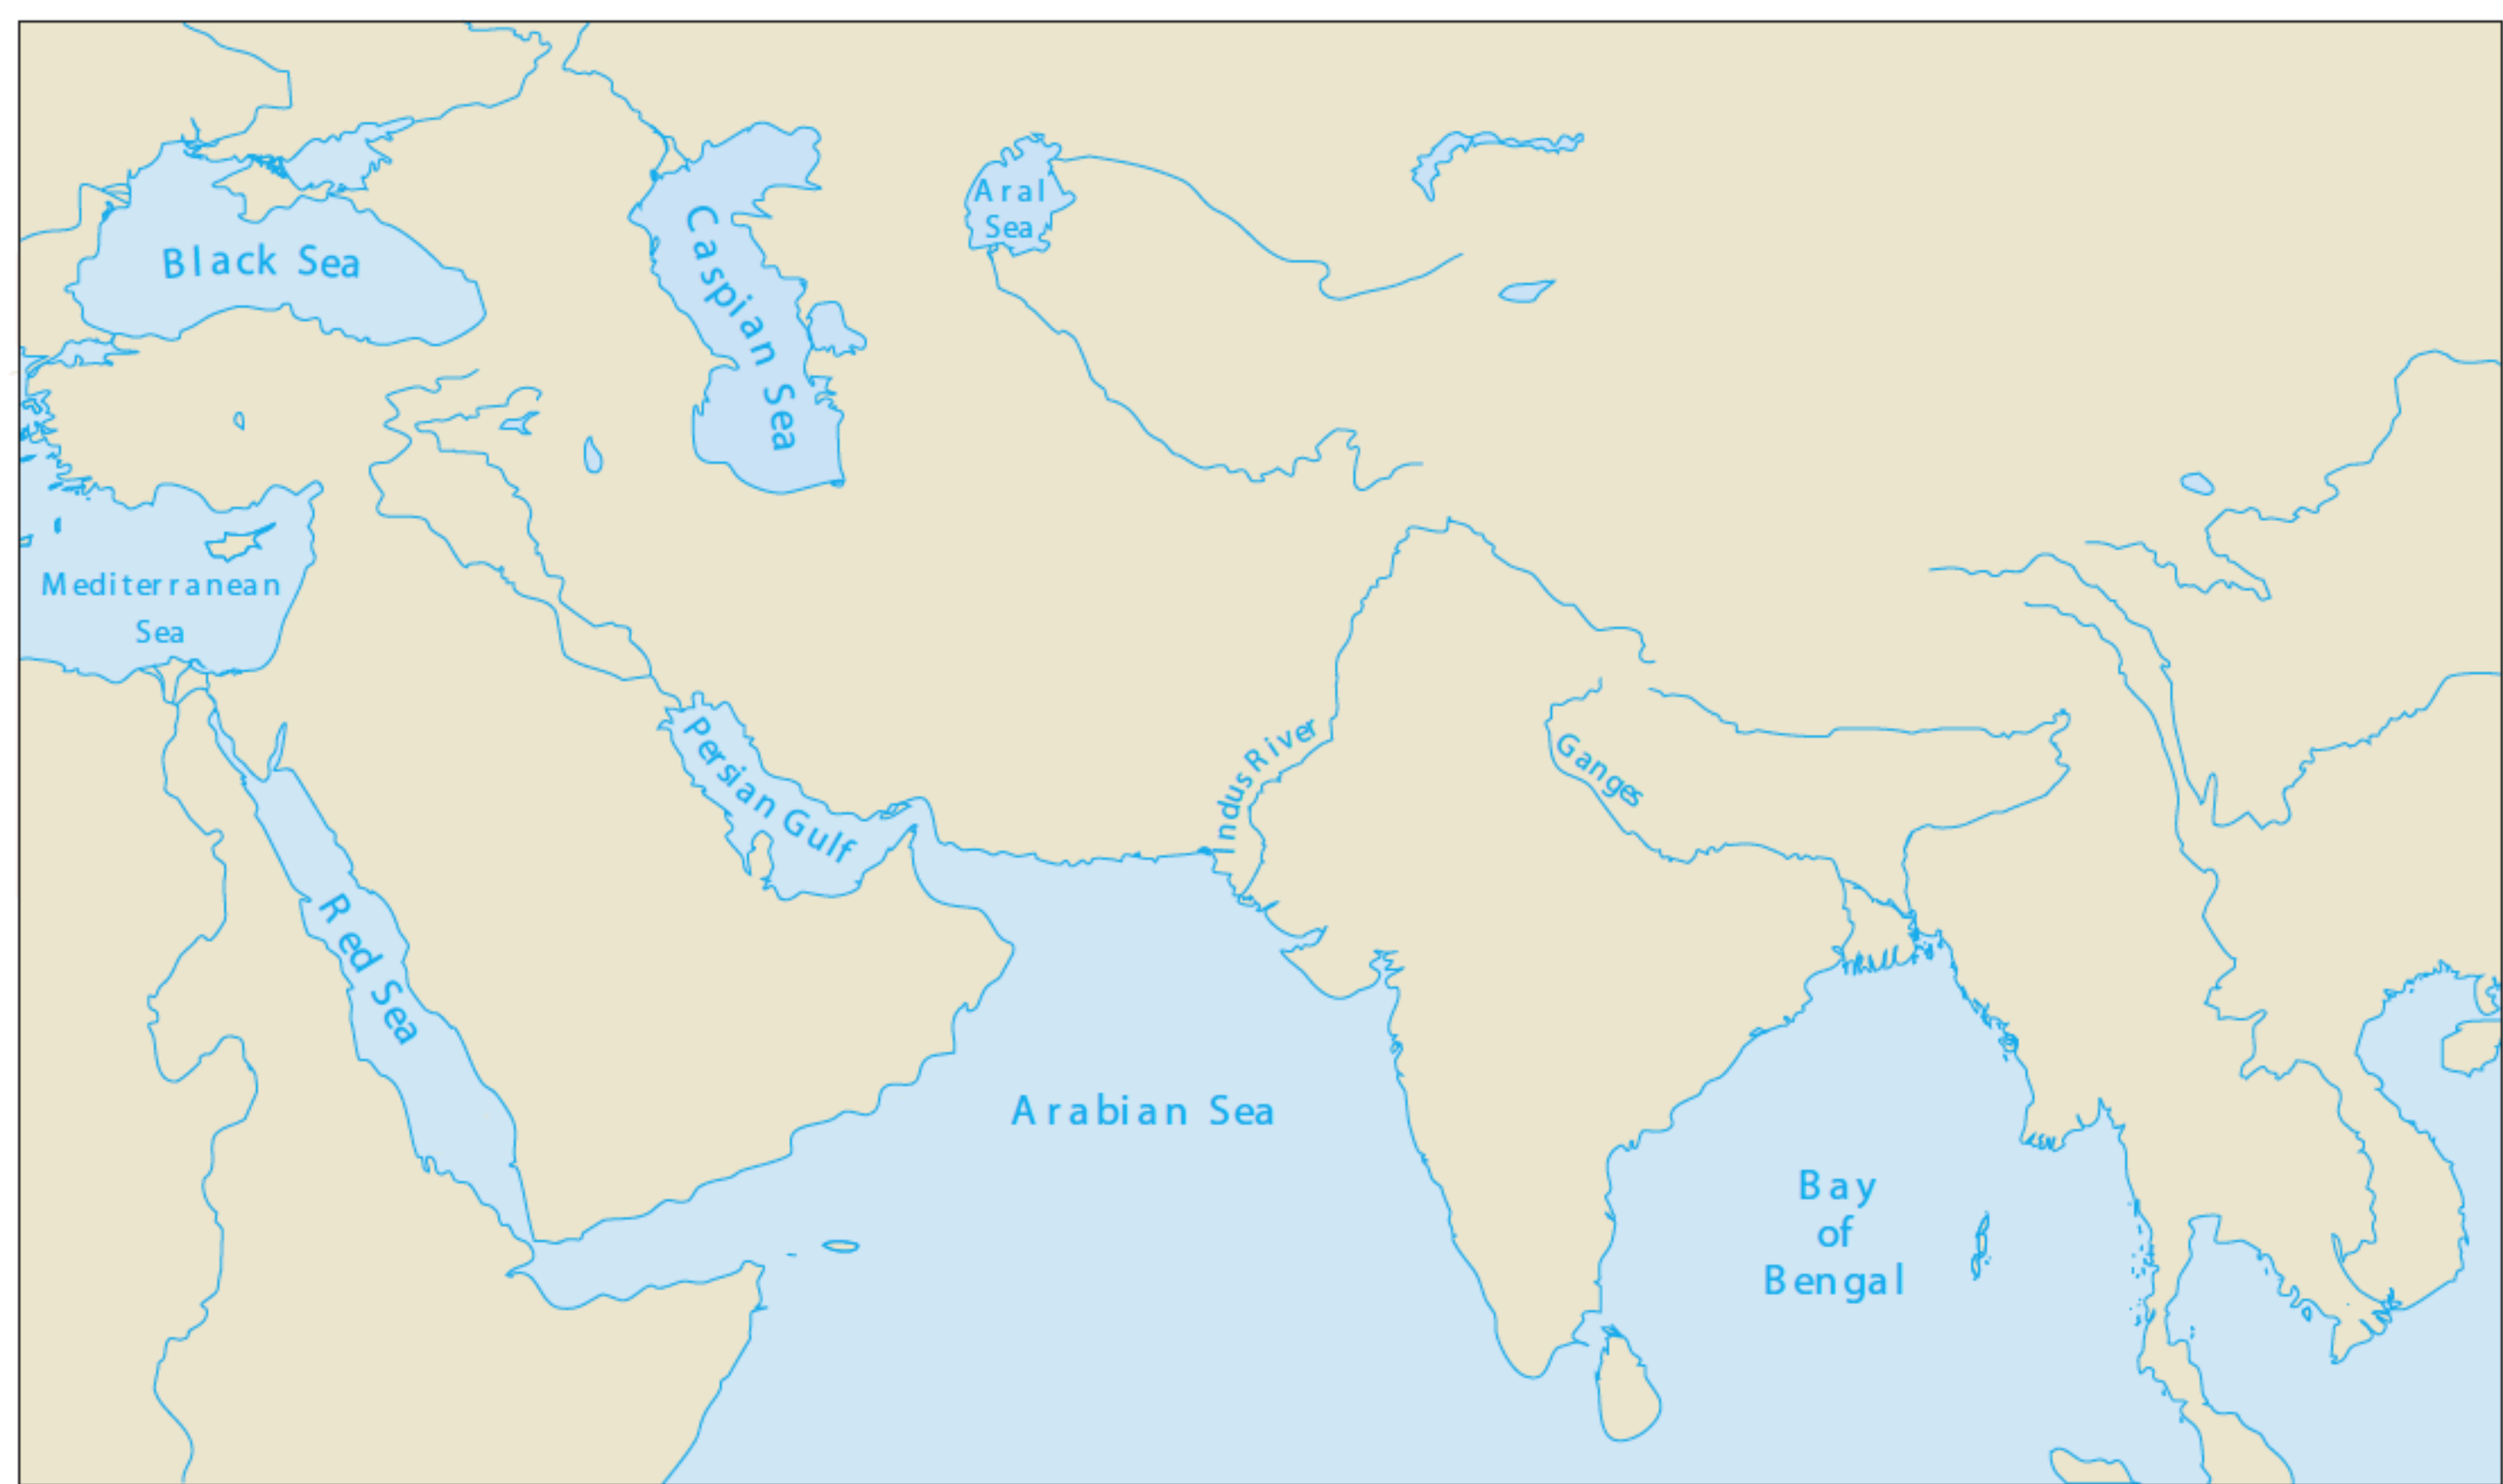 Aral
Sea
Black Sea
Caspian Sea
Mediterranean
Sea
Persian Gulf
Indus River
Ganges
Red Sea
Arabian Sea
Bay
of
Bengal